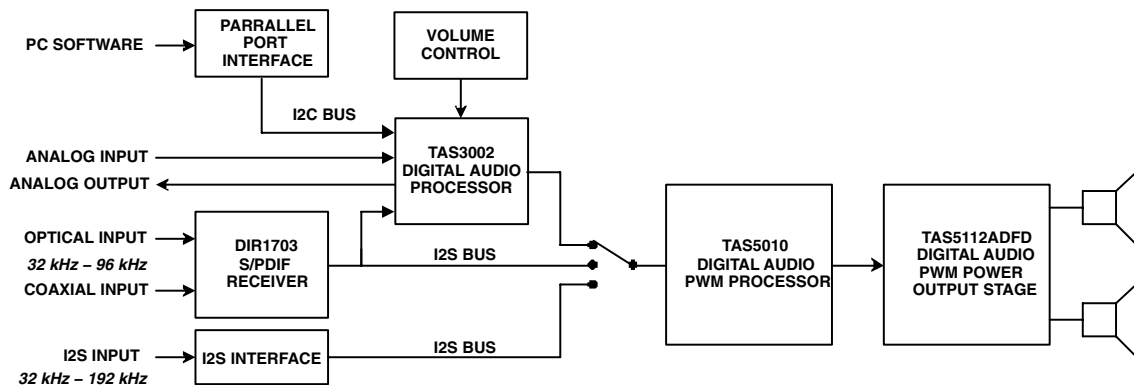 PC SOFTWARE
PARRALLEL
PORT
INTERFACE
VOLUME
CONTROL
I2C BUS
ANALOG INPUT
ANALOG OUTPUT
TAS3002
DIGITAL AUDIO
PROCESSOR
OPTICAL INPUT
32 kHz – 96 kHz
COAXIAL INPUT
DIR1703
S/PDIF
RECEIVER
I2S BUS
TAS5010
DIGITAL AUDIO
PWM PROCESSOR
TAS5112ADFD
DIGITAL AUDIO
PWM POWER
OUTPUT STAGE
I2S INPUT
32 kHz – 192 kHz
I2S INTERFACE
I2S BUS